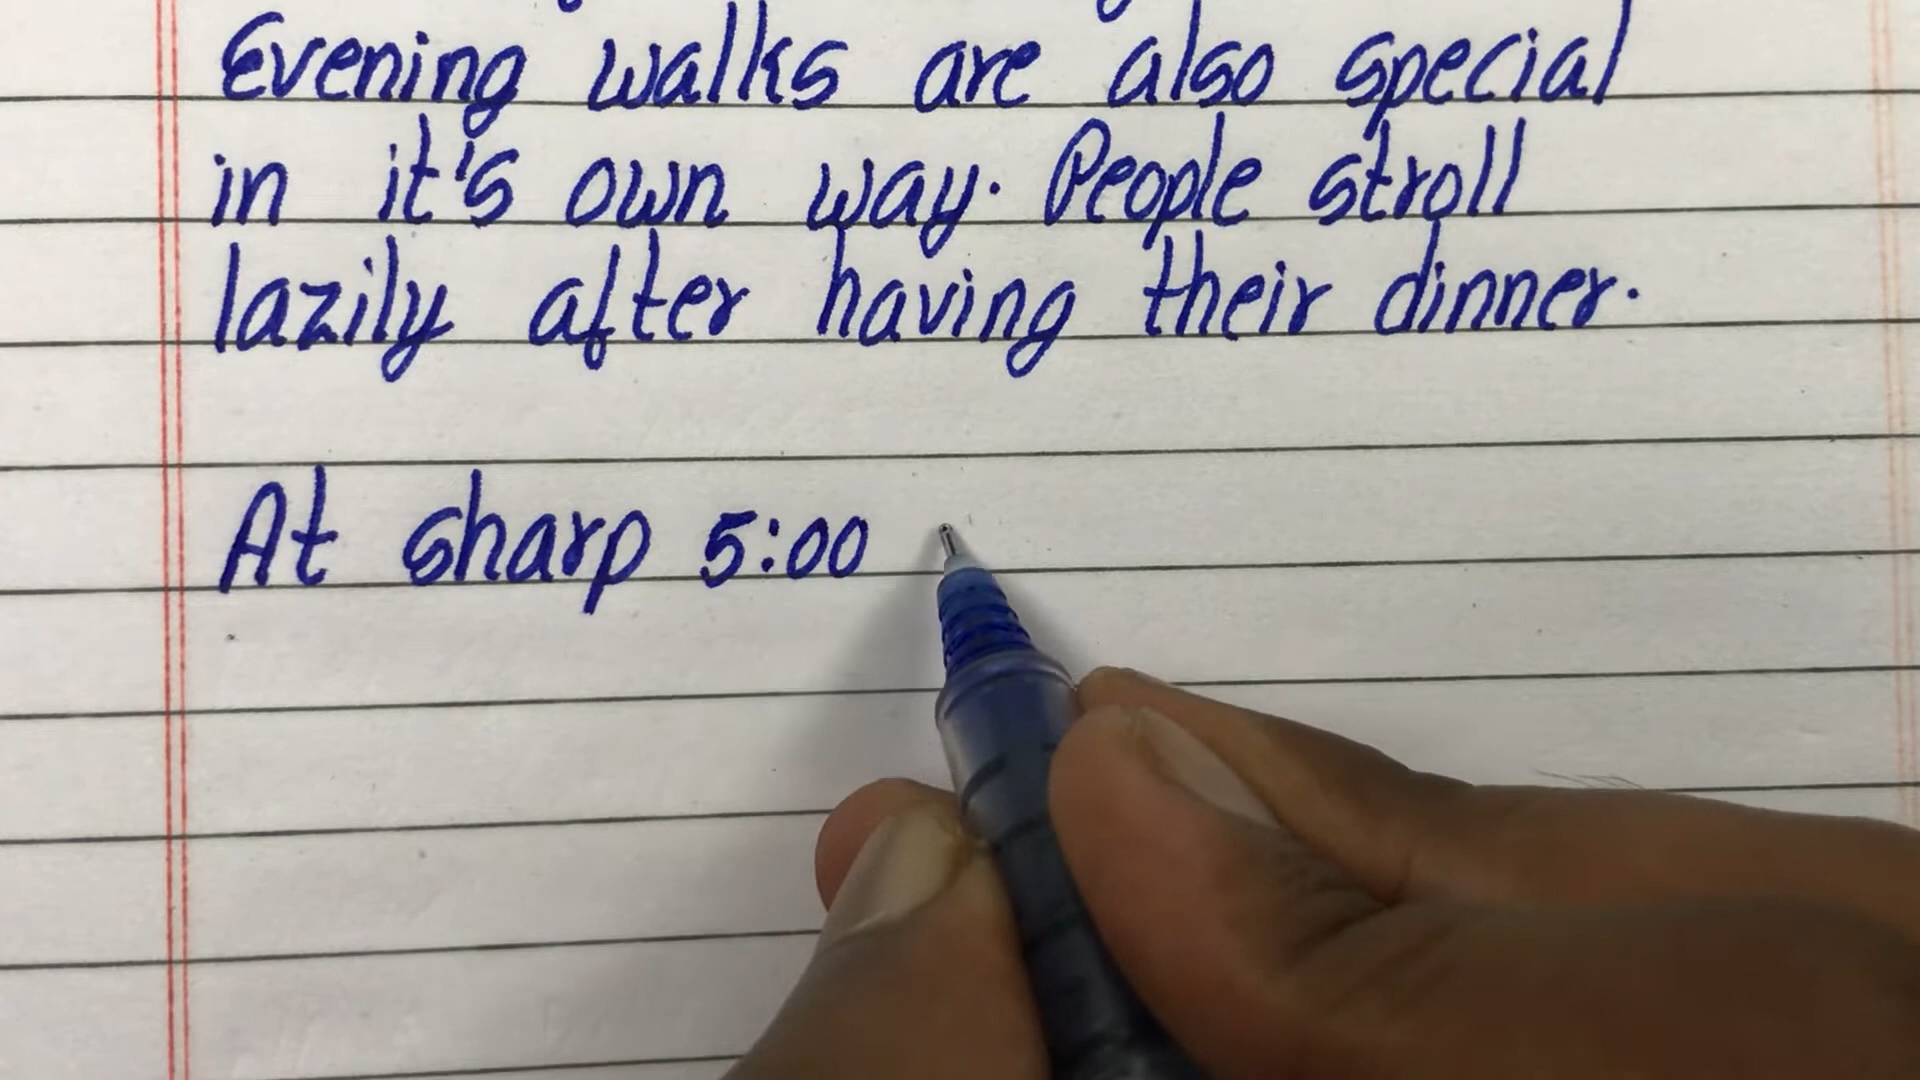 Evening walks are also special
in it's own way. People stroll
lazily after having their dinner.
At sharp 5:00